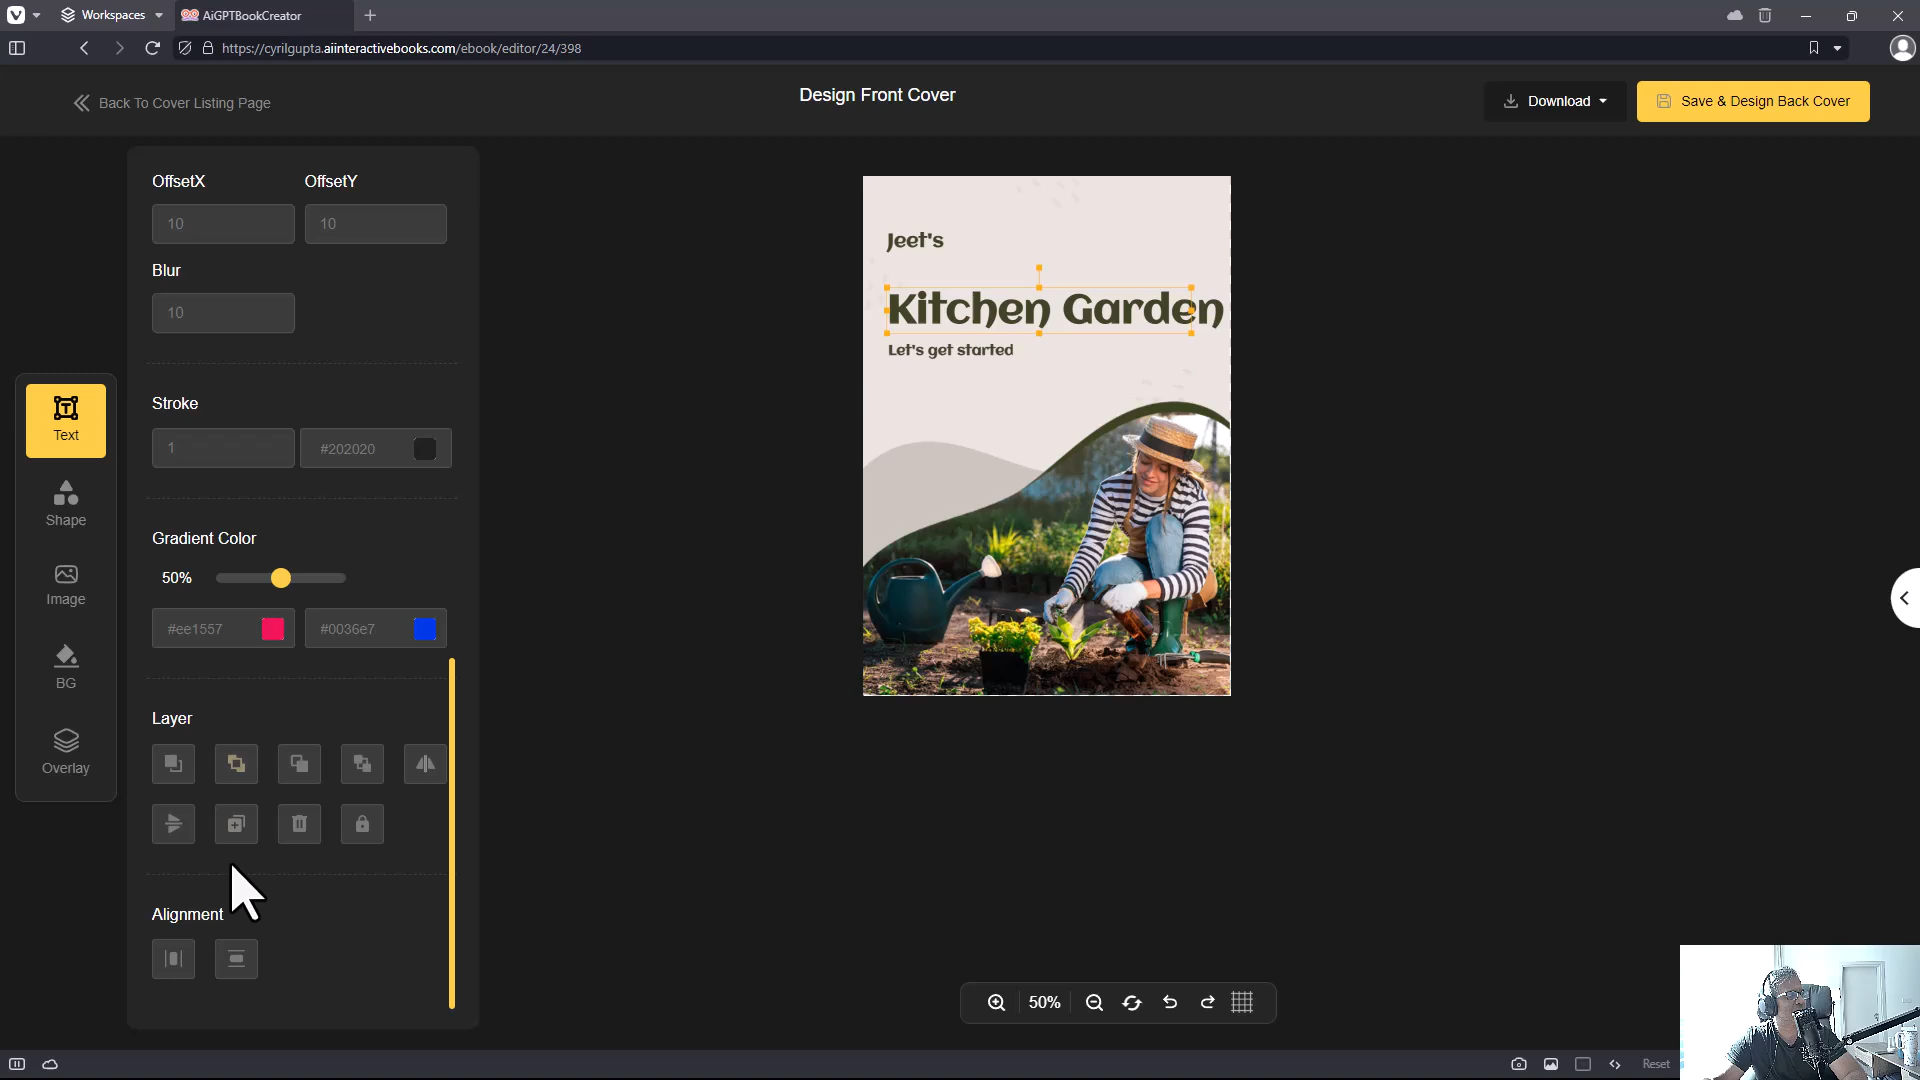 Workspaces
AiGPTBookCreator
https://cyrilgupta.aiinteractivebooks.com/ebook/editor/24/398
Back To Cover Listing Page
Design Front Cover
Download
Save & Design Back Cover
OffsetX
OffsetY
10
10
Blur
10
Stroke
1
#202020
Gradient Color
50%
#ee1557
#0036e7
Layer
Alignment
Text
Shape
Image
BG
Overlay
Jeet's
Kitchen Garden
Let's get started
50%
Reset